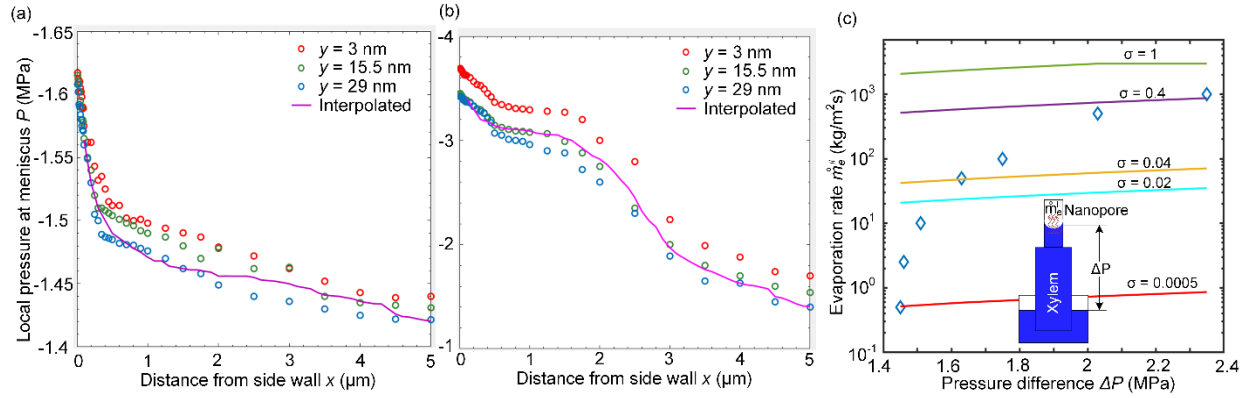 (a)
-1.65
-1.6
-1.55
-1.5
-1.45
-1.4
Local pressure at meniscus P (MPa)
y = 3 nm
y = 15.5 nm
y = 29 nm
Interpolated
0 1 2 3 4 5
Distance from side wall x (μm)
(b)
-4
-3
-2
-1
y = 3 nm
y = 15.5 nm
y = 29 nm
Interpolated
0 1 2 3 4 5
Distance from side wall x (μm)
(c)
10³
10²
10¹
10⁰
10⁻¹
Evaporation rate ṁₑ″ (kg/m²s)
σ = 1
σ = 0.4
σ = 0.04
σ = 0.02
σ = 0.0005
ṁₑ″ Nanopore
ΔP
Xylem
1.4 1.6 1.8 2 2.2 2.4
Pressure difference ΔP (MPa)